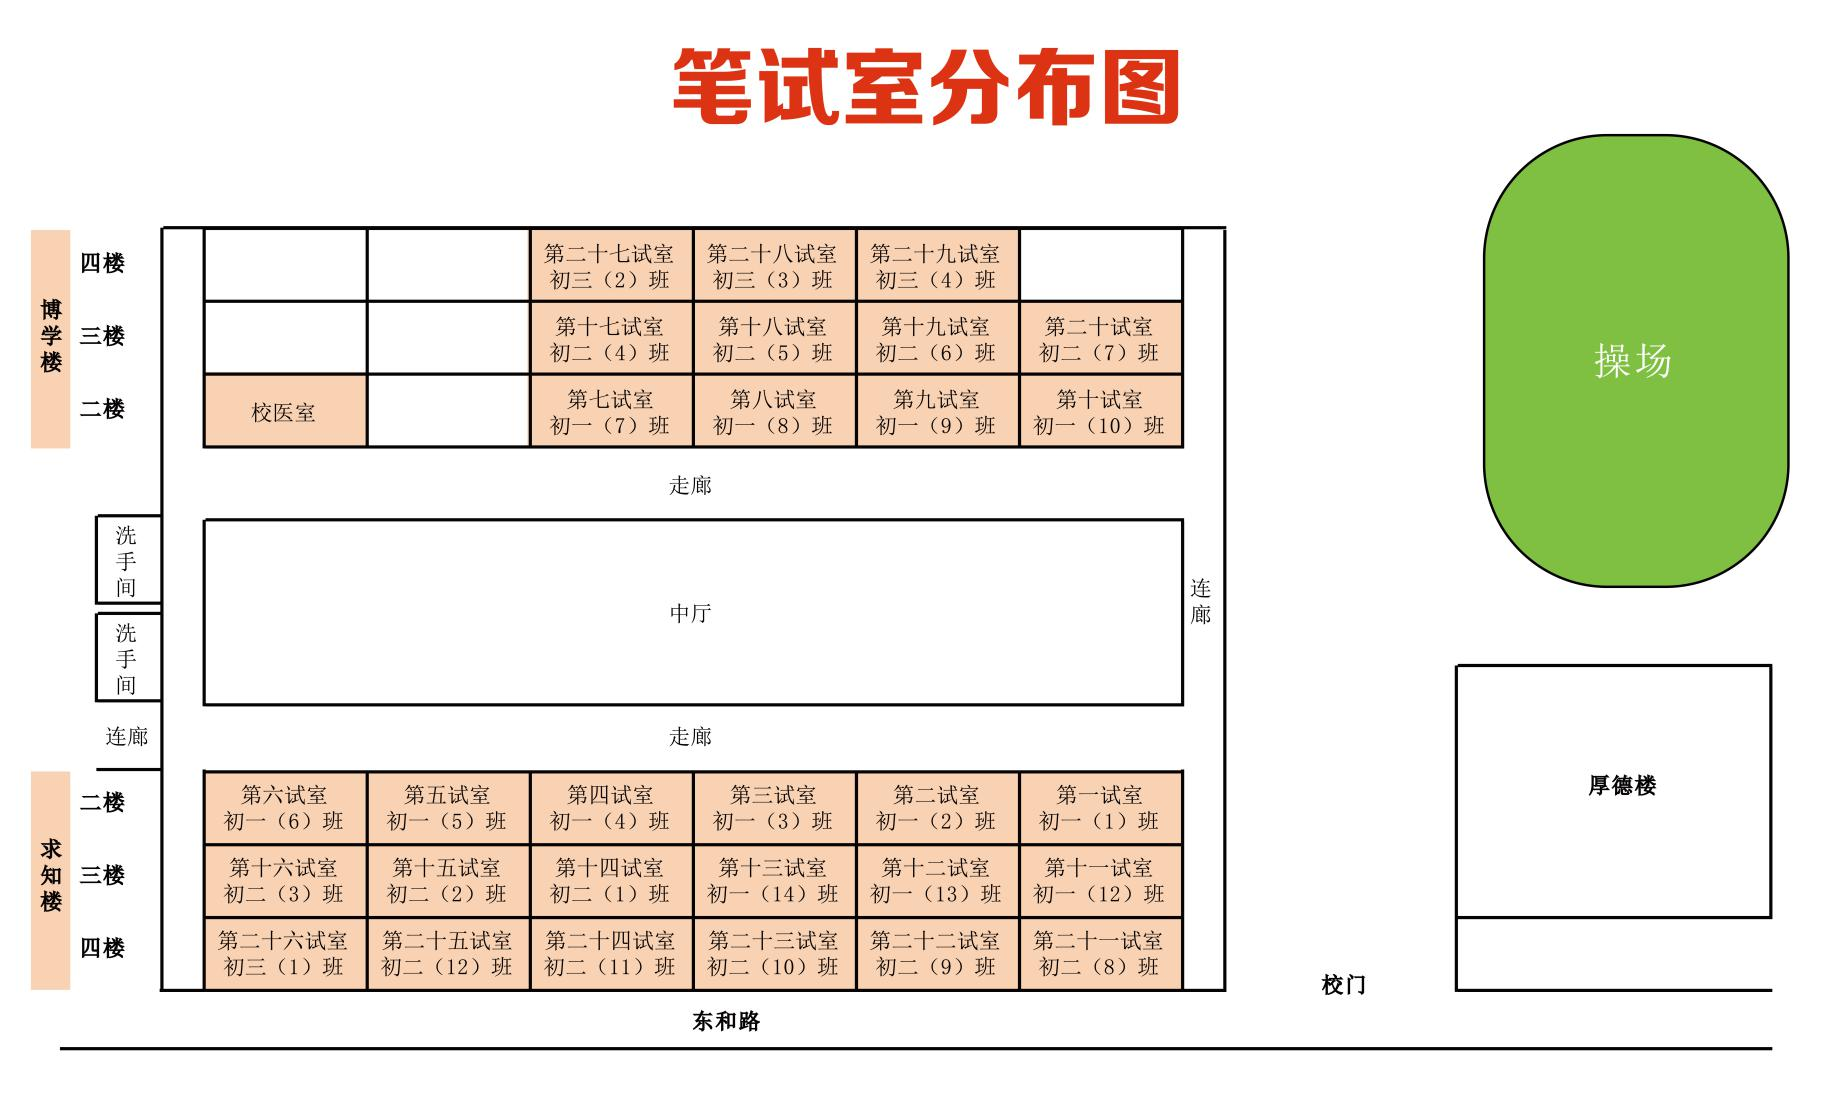 笔试室分布图
博学楼
四楼
第二十七试室
初三（2）班
第二十八试室
初三（3）班
第二十九试室
初三（4）班
三楼
第十七试室
初二（4）班
第十八试室
初二（5）班
第十九试室
初二（6）班
第二十试室
初二（7）班
二楼
校医室
第七试室
初一（7）班
第八试室
初一（8）班
第九试室
初一（9）班
第十试室
初一（10）班
操场
走廊
洗手间
中厅
连廊
洗手间
连廊
走廊
求知楼
二楼
第六试室
初一（6）班
第五试室
初一（5）班
第四试室
初一（4）班
第三试室
初一（3）班
第二试室
初一（2）班
第一试室
初一（1）班
三楼
第十六试室
初二（3）班
第十五试室
初二（2）班
第十四试室
初二（1）班
第十三试室
初一（14）班
第十二试室
初一（13）班
第十一试室
初一（12）班
四楼
第二十六试室
初三（1）班
第二十五试室
初二（12）班
第二十四试室
初二（11）班
第二十三试室
初二（10）班
第二十二试室
初二（9）班
第二十一试室
初二（8）班
厚德楼
校门
东和路